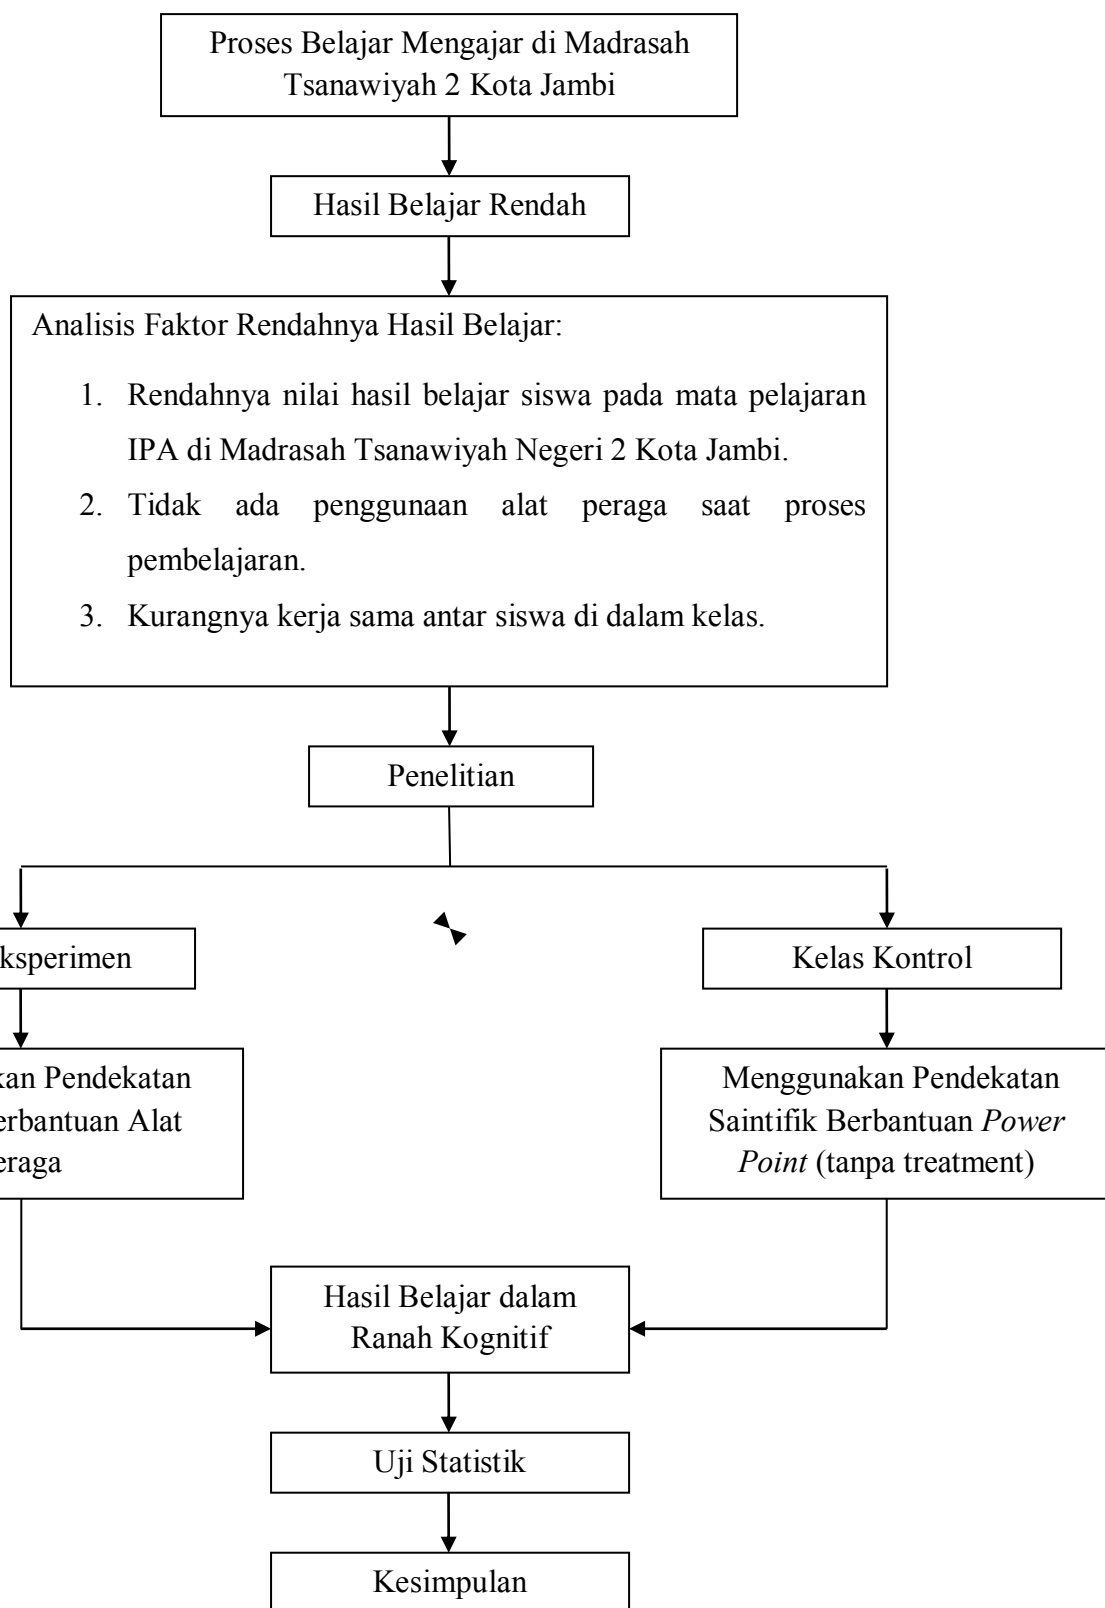 Proses Belajar Mengajar di Madrasah
Tsanawiyah 2 Kota Jambi
Hasil Belajar Rendah
Analisis Faktor Rendahnya Hasil Belajar:
1. Rendahnya nilai hasil belajar siswa pada mata pelajaran
IPA di Madrasah Tsanawiyah Negeri 2 Kota Jambi.
2. Tidak ada penggunaan alat peraga saat proses
pembelajaran.
3. Kurangnya kerja sama antar siswa di dalam kelas.
Penelitian
ksperimen
Kelas Kontrol
kan Pendekatan
erbantuan Alat
eraga
Menggunakan Pendekatan
Saintifik Berbantuan Power
Point (tanpa treatment)
Hasil Belajar dalam
Ranah Kognitif
Uji Statistik
Kesimpulan